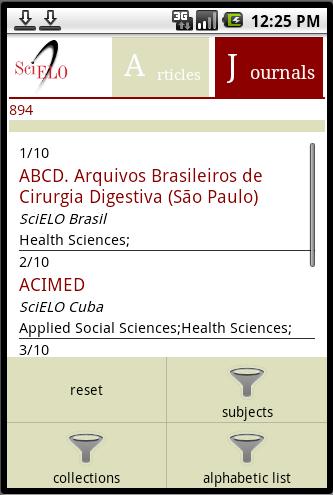 3G
12:25 PM
SciELO
Articles
Journals
894
1/10
ABCD. Arquivos Brasileiros de
Cirurgia Digestiva (São Paulo)
SciELO Brasil
Health Sciences;
2/10
ACIMED
SciELO Cuba
Applied Social Sciences;Health Sciences;
3/10
reset
subjects
collections
alphabetic list